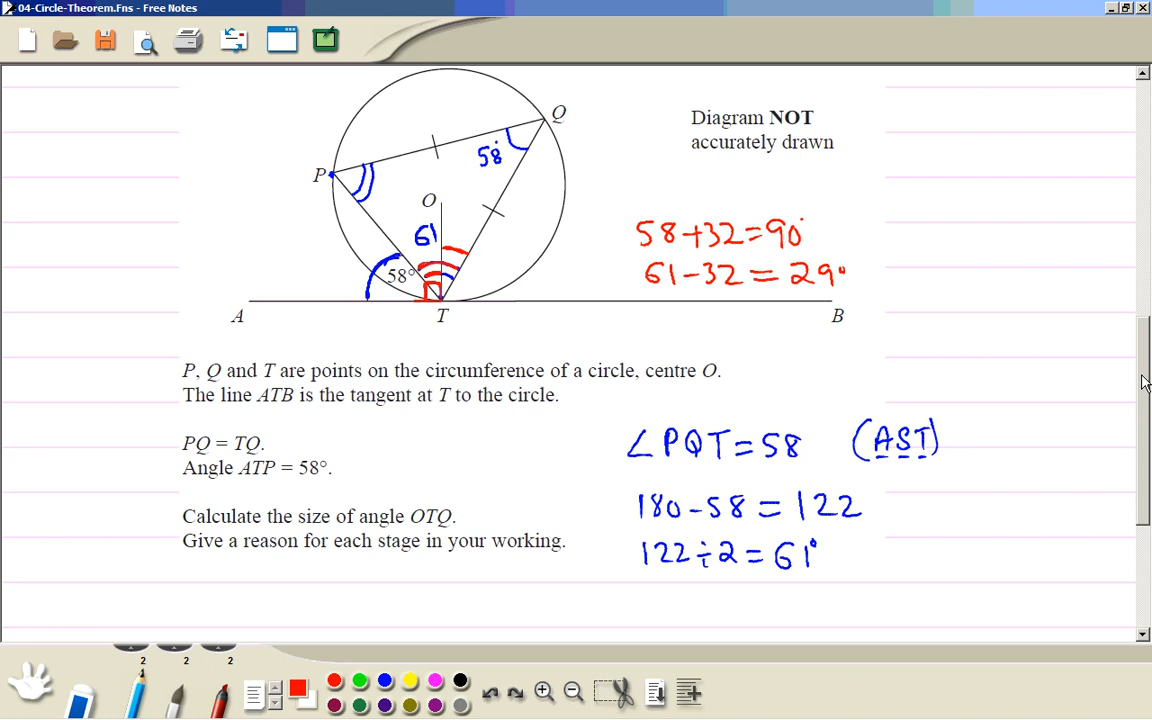 04-Circle-Theorem.Fns - Free Notes
Q
Diagram NOT
accurately drawn
58°
P
O
61
58+32=90°
61-32=29°
58°
A
T
B
P, Q and T are points on the circumference of a circle, centre O.
The line ATB is the tangent at T to the circle.
∠PQT=58 (AST)
PQ = TQ.
Angle ATP = 58°.
180-58=122
Calculate the size of angle OTQ.
Give a reason for each stage in your working.
122÷2=61°
2 2 2